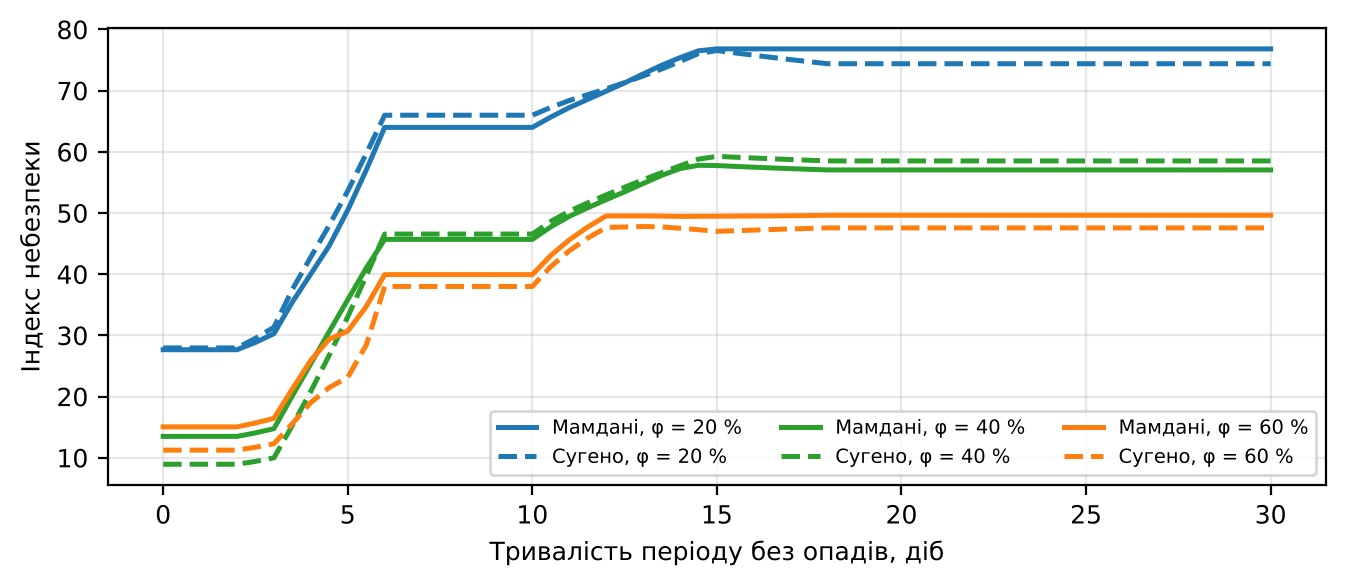 Індекс небезпеки
80
70
60
50
40
30
20
10
Мамдані, φ = 20 %
Сугено, φ = 20 %
Мамдані, φ = 40 %
Сугено, φ = 40 %
Мамдані, φ = 60 %
Сугено, φ = 60 %
0 5 10 15 20 25 30
Тривалість періоду без опадів, діб